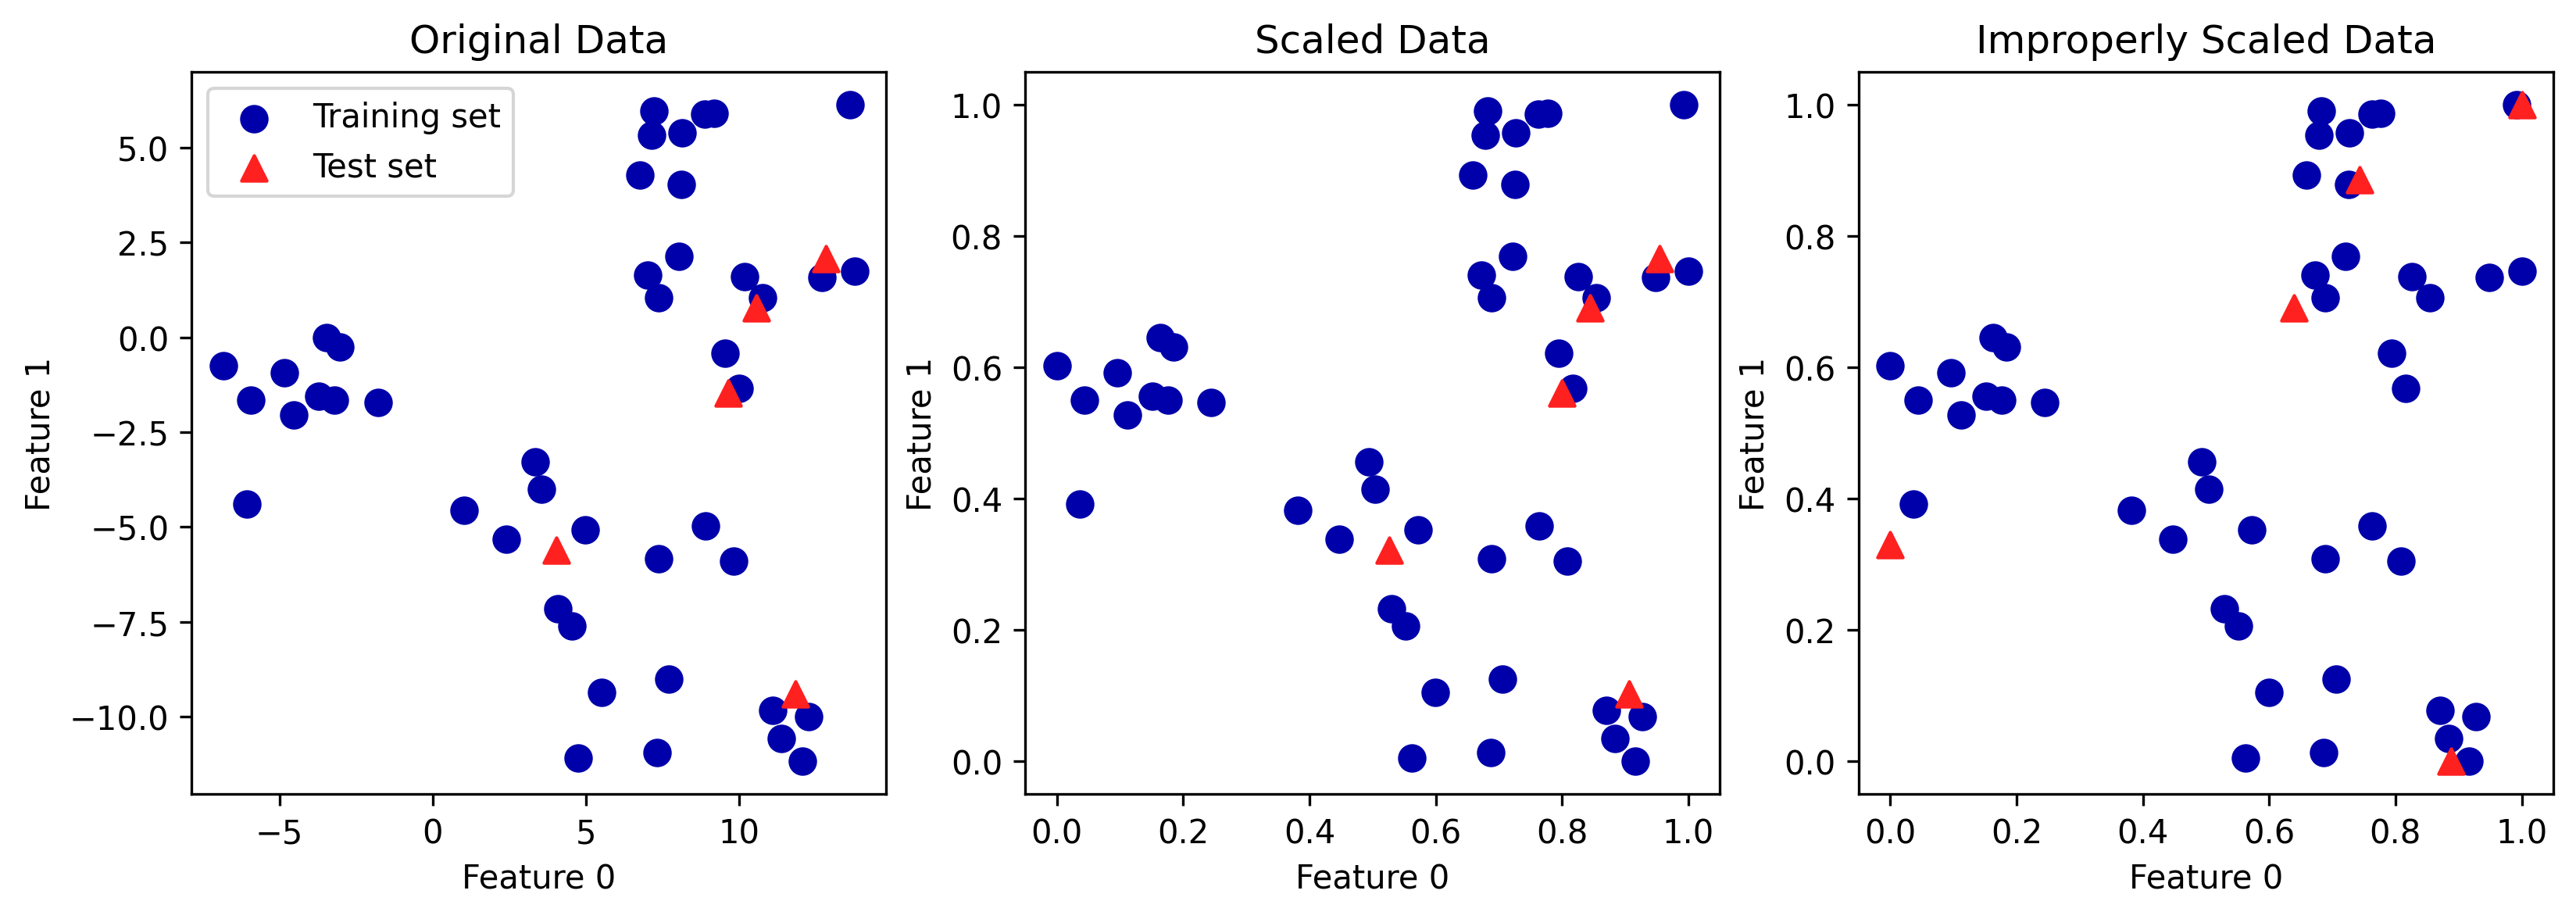 Original Data
Training set
Test set
5.0
2.5
0.0
−2.5
−5.0
−7.5
−10.0
Feature 1
−5 0 5 10
Feature 0
Scaled Data
1.0
0.8
0.6
0.4
0.2
0.0
Feature 1
0.0 0.2 0.4 0.6 0.8 1.0
Feature 0
Improperly Scaled Data
1.0
0.8
0.6
0.4
0.2
0.0
Feature 1
0.0 0.2 0.4 0.6 0.8 1.0
Feature 0